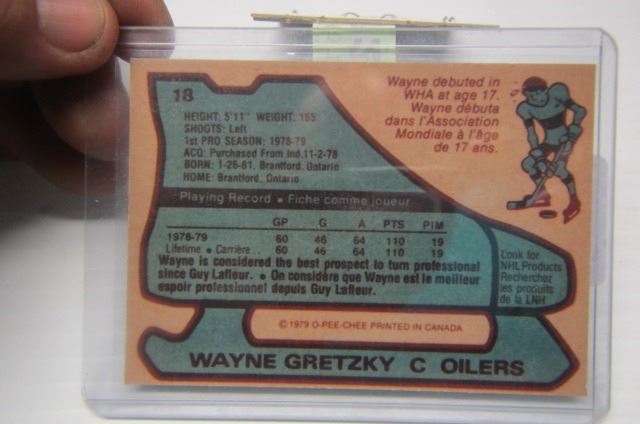 18
Wayne debuted in
WHA at age 17.
Wayne débuta
dans l'Association
Mondiale à l'âge
de 17 ans.
HEIGHT: 5'11" WEIGHT: 165
SHOOTS: Left
1st PRO SEASON: 1978-79
ACQ: Purchased From Ind. 11-2-78
BORN: 1-26-61, Brantford, Ontario
HOME: Brantford, Ontario
Playing Record • Fiche comme joueur
GP G A PTS PIM
1978-79 60 46 64 110 19
Lifetime • Carrière... 60 46 64 110 19
Wayne is considered the best prospect to turn professional
since Guy Lafleur. • On considère que Wayne est le meilleur
espoir professionnel depuis Guy Lafleur.
Look for
NHL Products
Recherchez
les produits
de la LNH
© 1979 O-PEE-CHEE PRINTED IN CANADA
WAYNE GRETZKY C OILERS